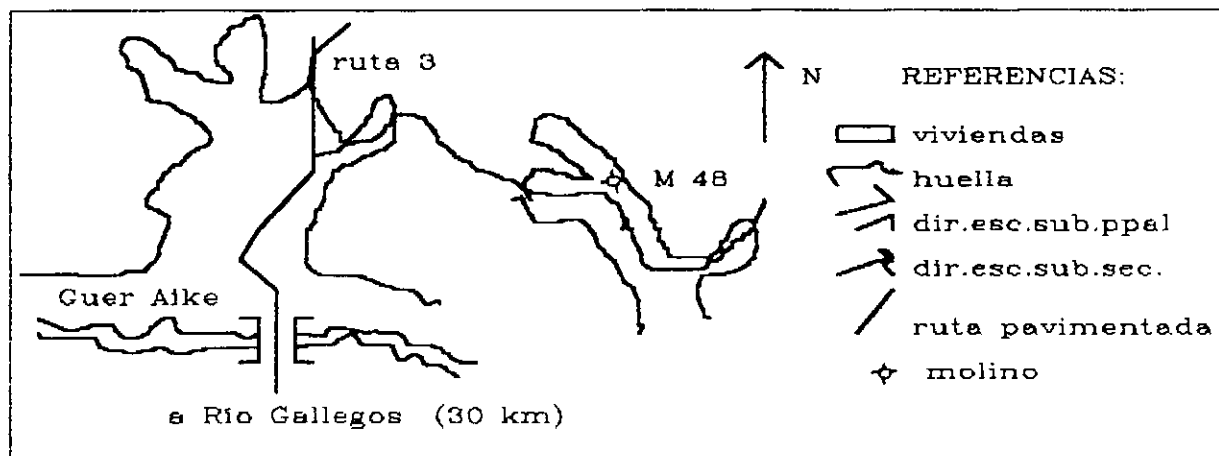 ruta 3
N
REFERENCIAS:
viviendas
huella
dir.esc.sub.ppal
dir.esc.sub.sec.
ruta pavimentada
molino
M 48
Guer Aike
a Río Gallegos (30 km)